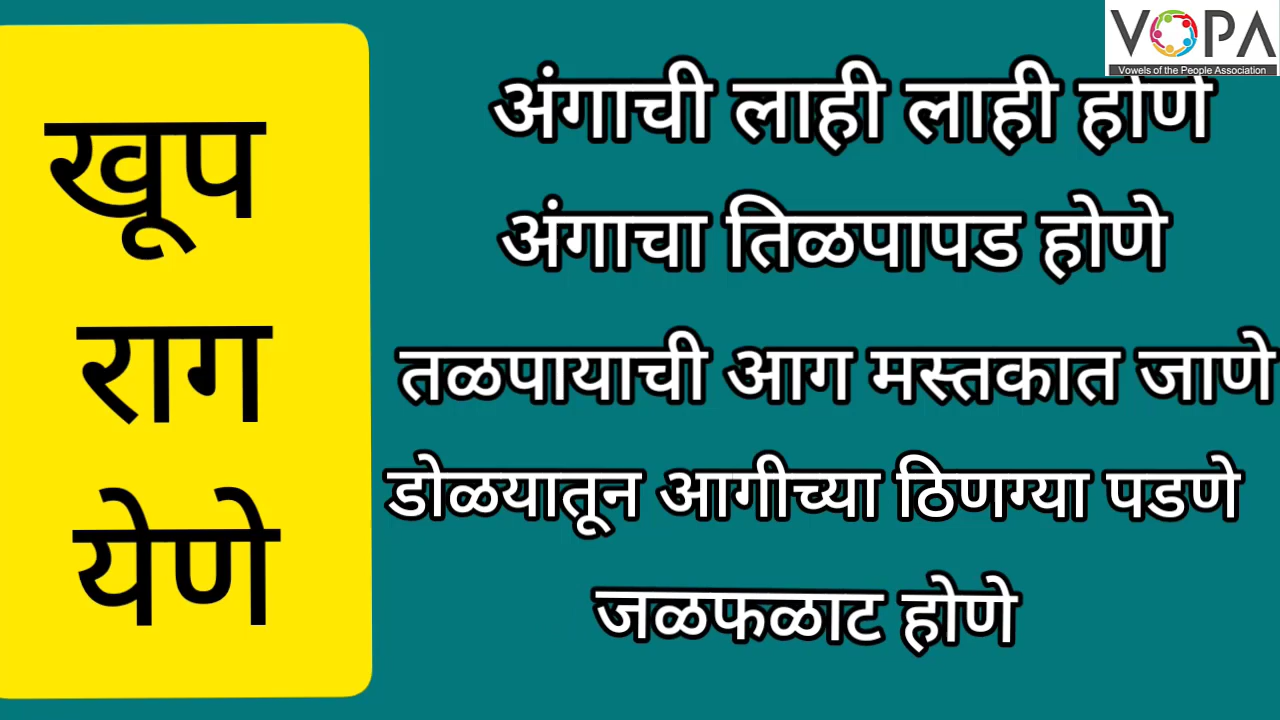 VOPA
Vowels of the People Association
खूप
राग
येणे
अंगाची लाही लाही होणे
अंगाचा तिळपापड होणे
तळपायाची आग मस्तकात जाणे
डोळयातून आगीच्या ठिणग्या पडणे
जळफळाट होणे